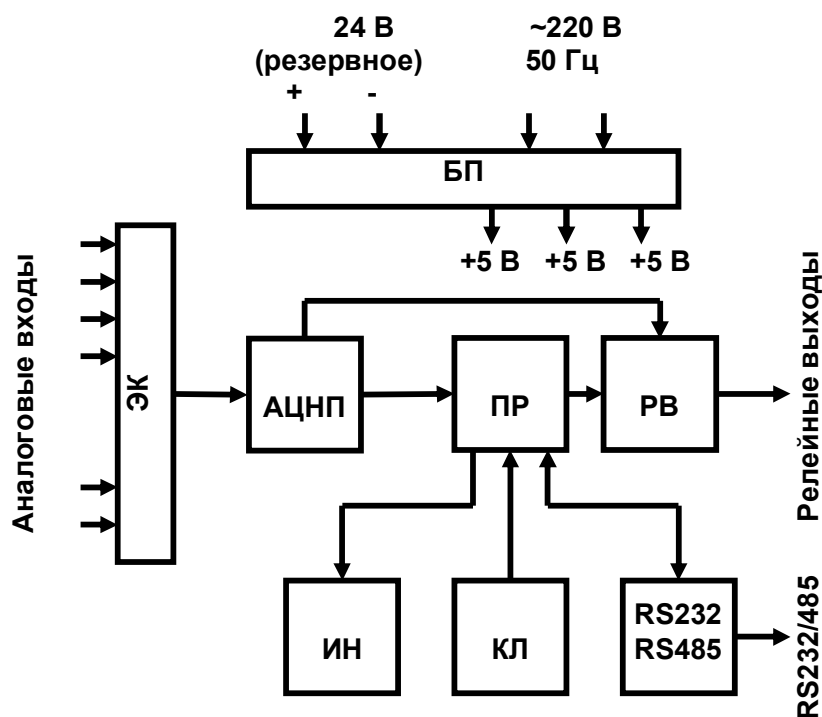 24 В
~220 В
(резервное)
50 Гц
+
-
БП
+5 В
+5 В
+5 В
Аналоговые входы
ЭК
АЦНП
ПР
РВ
Релейные выходы
ИН
КЛ
RS232
RS485
RS232/485